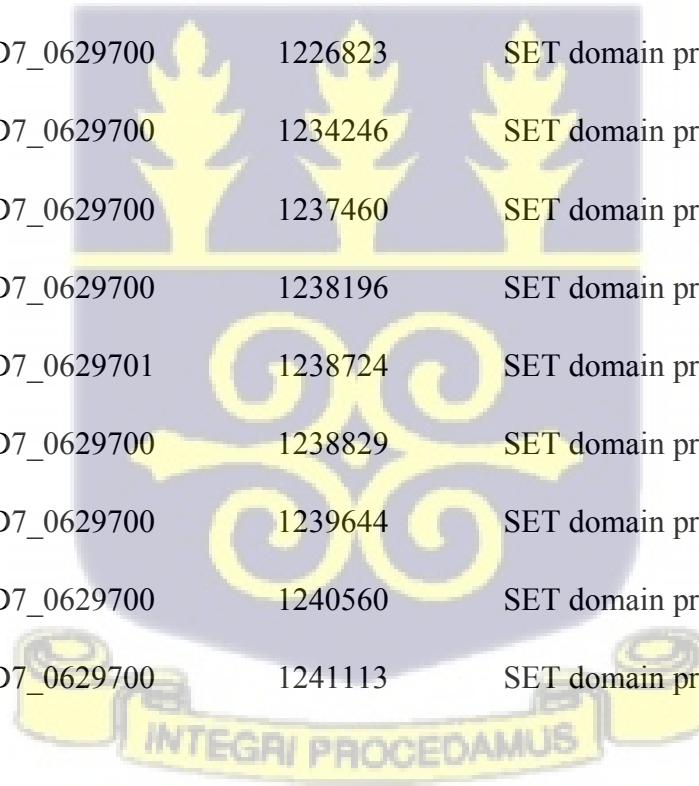 D7_0629700 1226823 SET domain pr
D7_0629700 1234246 SET domain pr
D7_0629700 1237460 SET domain pr
D7_0629700 1238196 SET domain pr
D7_0629701 1238724 SET domain pr
D7_0629700 1238829 SET domain pr
D7_0629700 1239644 SET domain pr
D7_0629700 1240560 SET domain pr
D7_0629700 1241113 SET domain pr
INTEGRI PROCEDAMUS